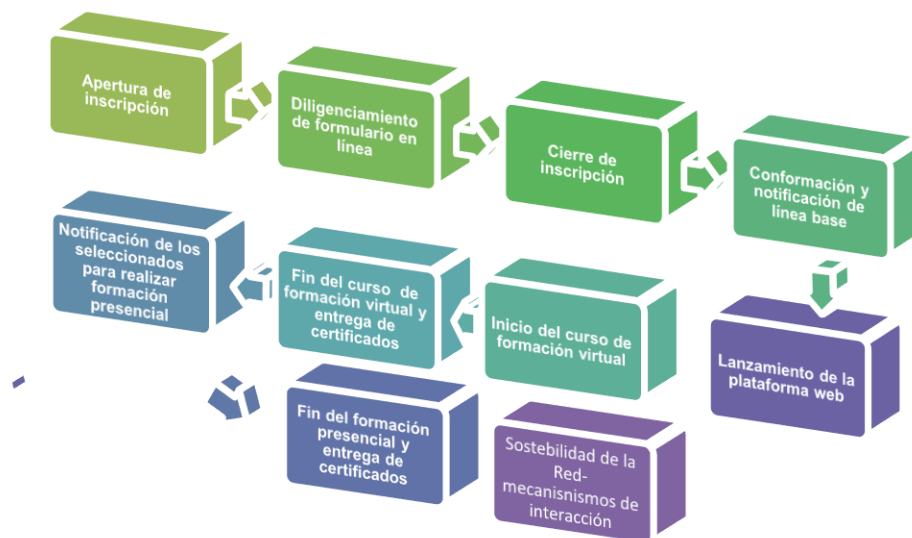 Apertura de
inscripción
Diligenciamiento
de formulario en
línea
Cierre de
inscripción
Conformación y
notificación de
línea base
Lanzamiento de la
plataforma web
Inicio del curso de
formación virtual
Fin del curso de
formación virtual y
entrega de
certificados
Notificación de los
seleccionados
para realizar
formación
presencial
Fin del formación
presencial y
entrega de
certificados
Sostebilidad de la
Red-
mecanisnismos de
interacción